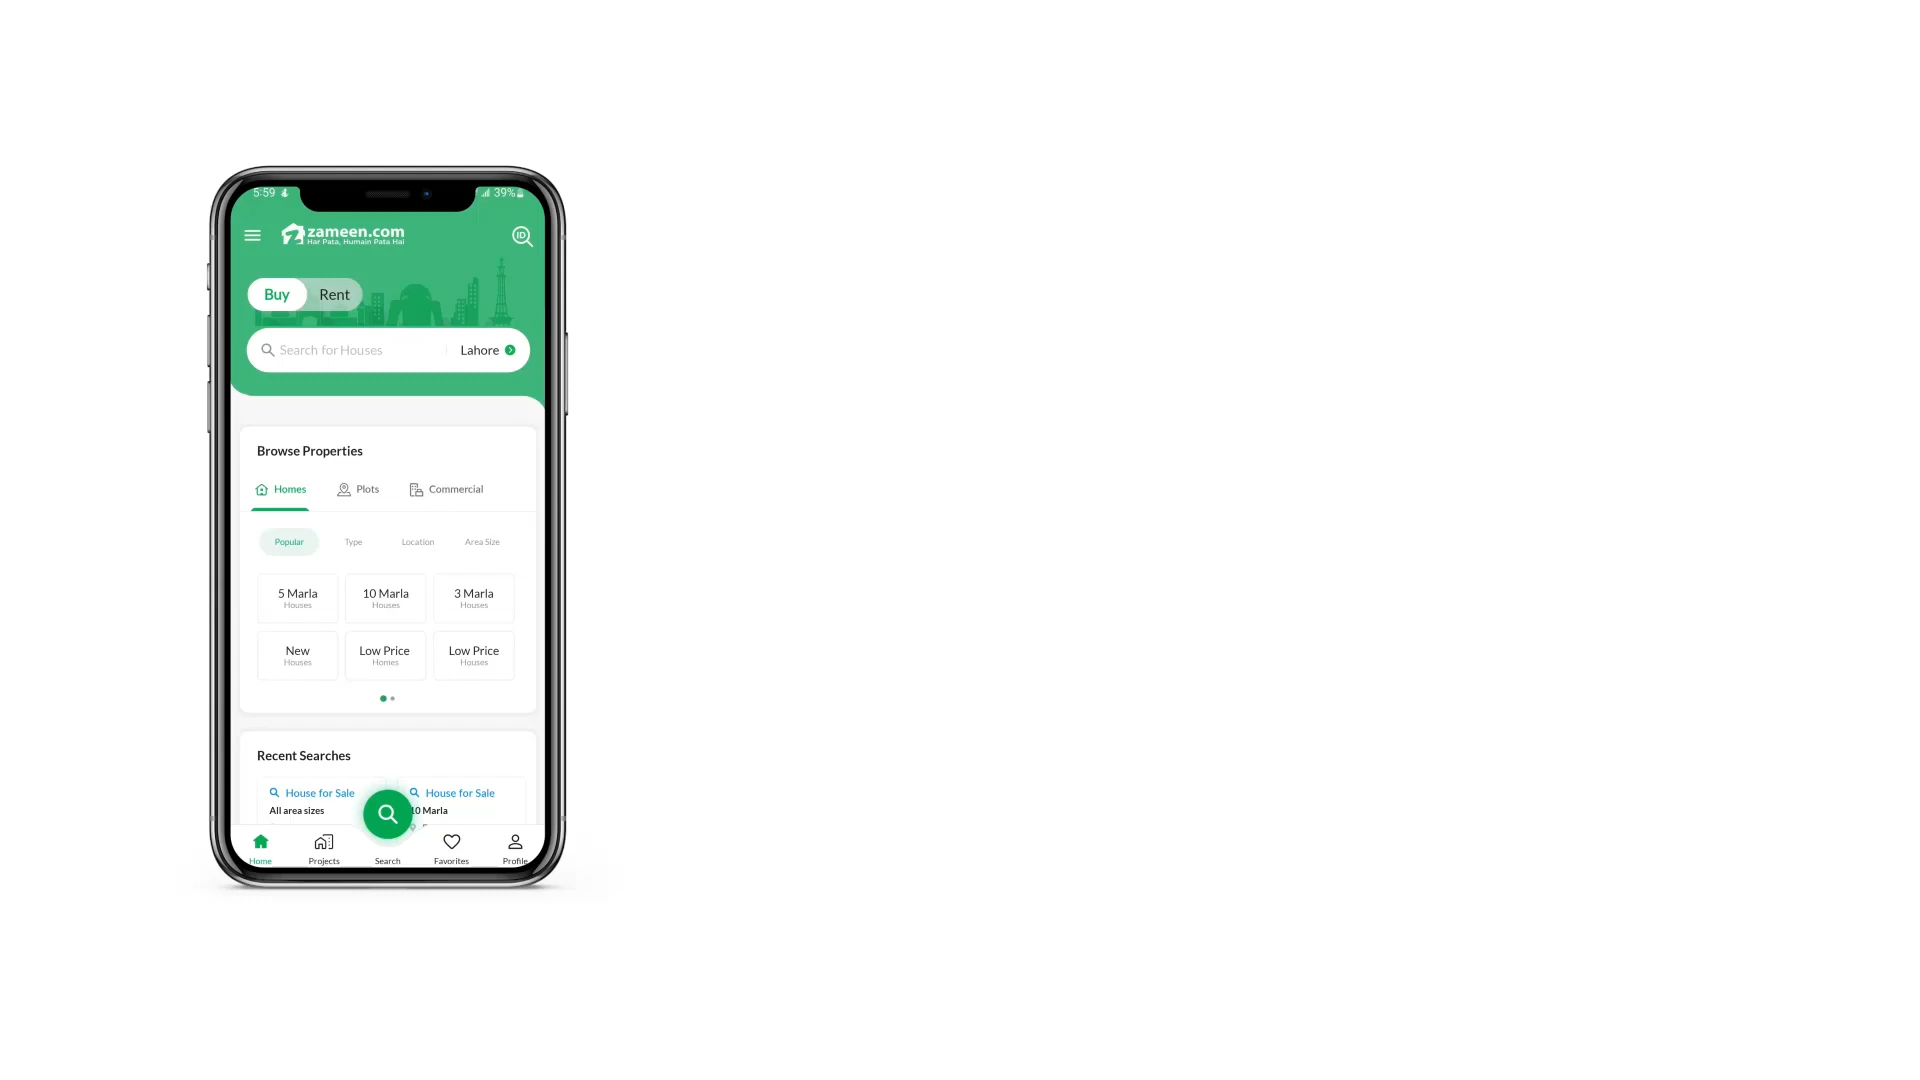 5:59 39%
zameen.com
Har Pata, Humain Pata Hai
ID
Buy Rent
Search for Houses Lahore
Browse Properties
Homes Plots Commercial
Popular Type Location Area Size
5 Marla 10 Marla 3 Marla
Houses Houses Houses
New Low Price Low Price
Houses Homes Houses
Recent Searches
House for Sale House for Sale
All area sizes 10 Marla
Home Projects Search Favorites Profile